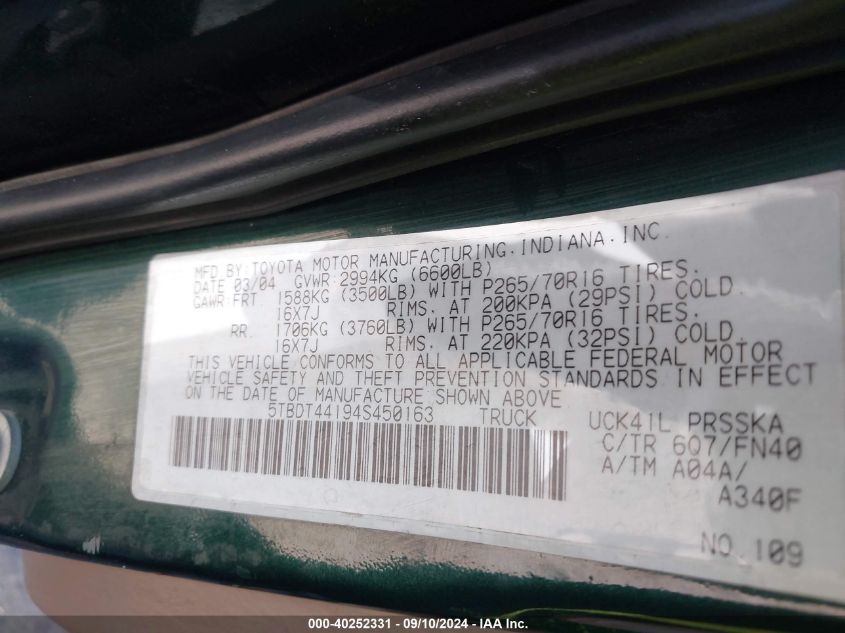 MFD BY:TOYOTA MOTOR MANUFACTURING.INDIANA.INC.
DATE 03/04 GVWR 2994KG (6600LB)
GAWR:FRT 1588KG (3500LB) WITH P265/70R16 TIRES.
16X7J RIMS. AT 200KPA (29PSI) COLD.
RR. 1706KG (3760LB) WITH P265/70R16 TIRES.
16X7J RIMS. AT 220KPA (32PSI) COLD.
THIS VEHICLE CONFORMS TO ALL APPLICABLE FEDERAL MOTOR
VEHICLE SAFETY AND THEFT PREVENTION STANDARDS IN EFFECT
ON THE DATE OF MANUFACTURE SHOWN ABOVE
5TBDT44194S450163 TRUCK UCK41L PRSSKA
C/TR 6Q7/FN40
A/TM A04A/
A340F
NO.109
000-40252331 - 09/10/2024 - IAA Inc.